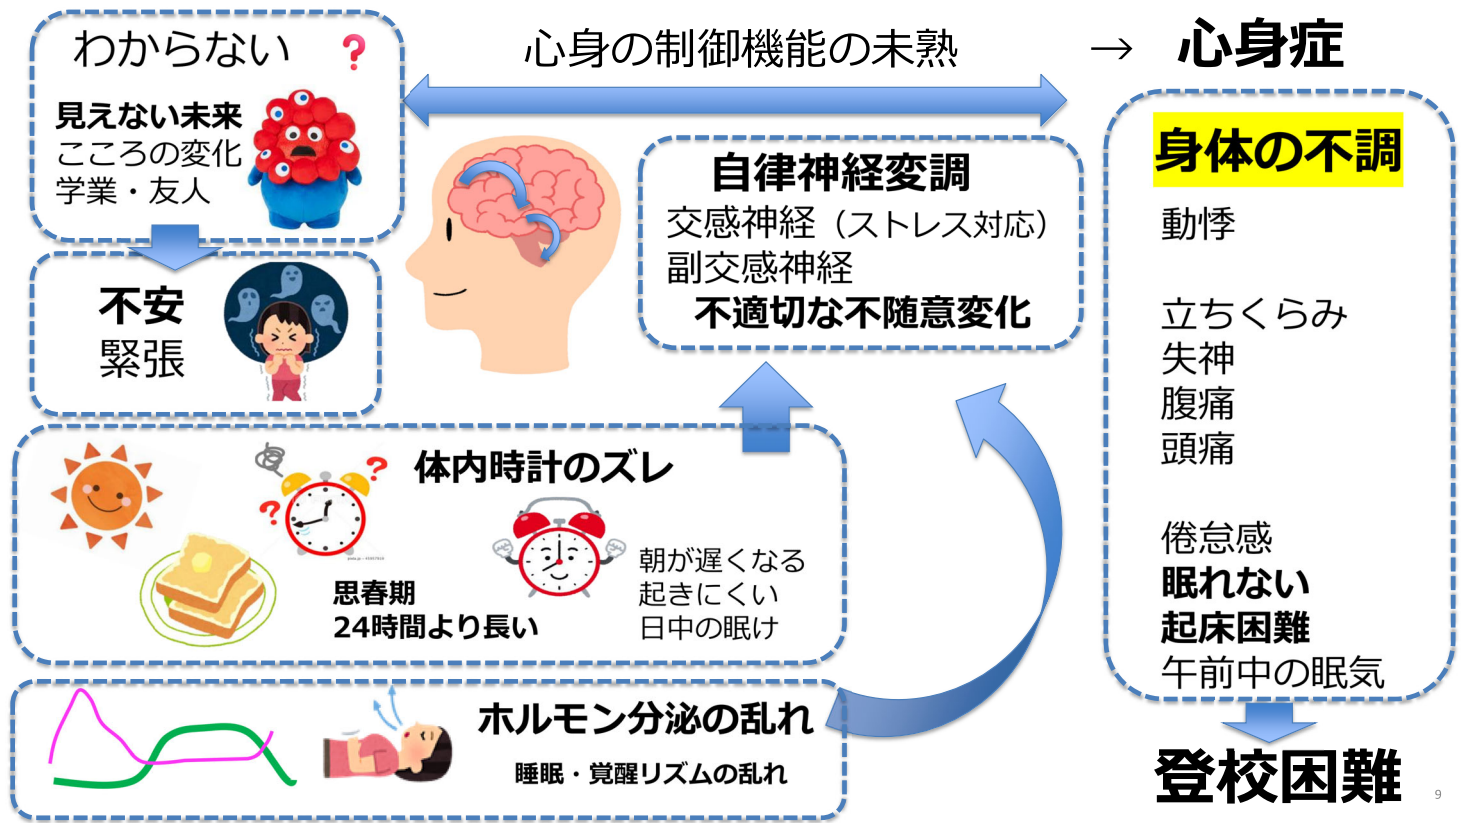 わからない ?
見えない未来
こころの変化
学業・友人
不安
緊張
心身の制御機能の未熟 → 心身症
自律神経変調
交感神経（ストレス対応）
副交感神経
不適切な不随意変化
体内時計のズレ
思春期
24時間より長い
朝が遅くなる
起きにくい
日中の眠け
ホルモン分泌の乱れ
睡眠・覚醒リズムの乱れ
身体の不調
動悸
立ちくらみ
失神
腹痛
頭痛
倦怠感
眠れない
起床困難
午前中の眠気
登校困難
9